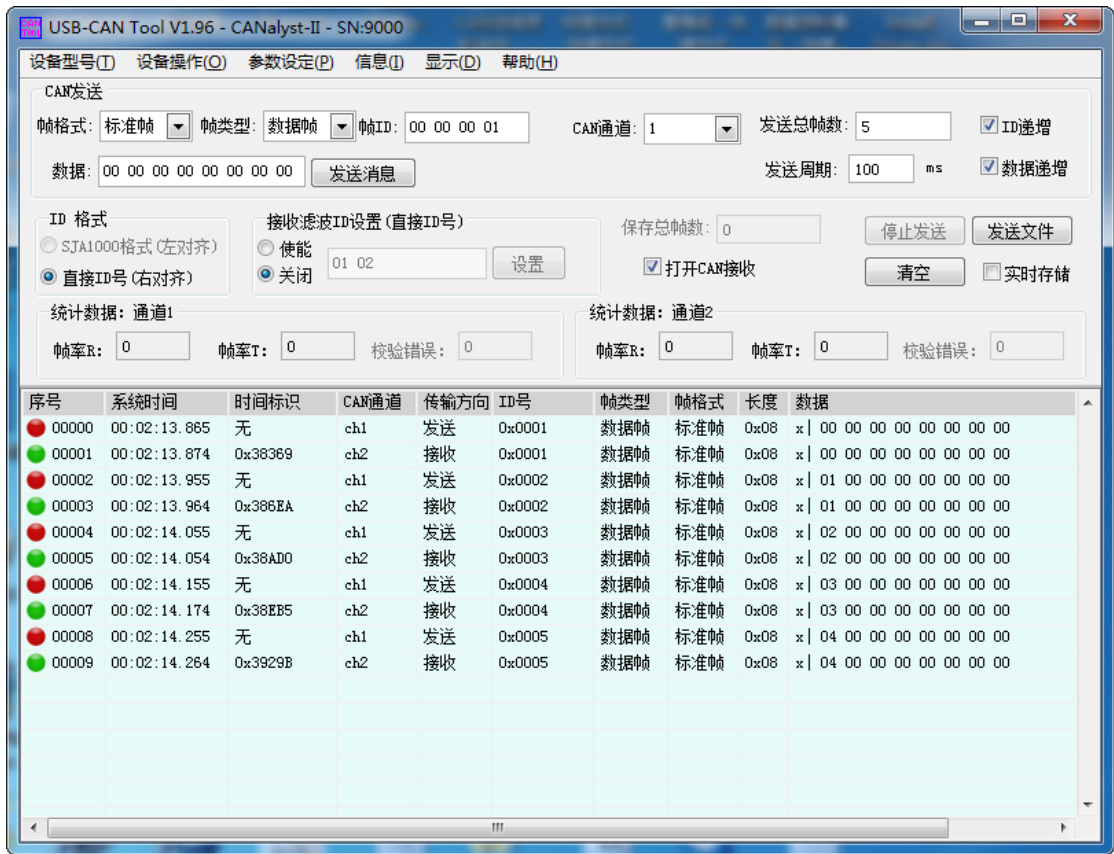 USB-CAN Tool V1.96 - CANalyst-II - SN:9000
设备型号(T) 设备操作(O) 参数设定(P) 信息(I) 显示(D) 帮助(H)
CAN发送
帧格式: 标准帧 帧类型: 数据帧 帧ID: 00 00 00 01 CAN通道: 1 发送总帧数: 5 ID递增
数据: 00 00 00 00 00 00 00 00 发送消息 发送周期: 100 ms 数据递增
ID 格式 接收滤波ID设置(直接ID号) 保存总帧数: 0 停止发送 发送文件
SJA1000格式(左对齐) 使能 01 02 设置
直接ID号(右对齐) 关闭 打开CAN接收 清空 实时存储
统计数据: 通道1 统计数据: 通道2
帧率R: 0 帧率T: 0 校验错误: 0 帧率R: 0 帧率T: 0 校验错误: 0
序号 系统时间 时间标识 CAN通道 传输方向 ID号 帧类型 帧格式 长度 数据
00000 00:02:13.865 无 ch1 发送 0x0001 数据帧 标准帧 0x08 x| 00 00 00 00 00 00 00 00
00001 00:02:13.874 0x38369 ch2 接收 0x0001 数据帧 标准帧 0x08 x| 00 00 00 00 00 00 00 00
00002 00:02:13.955 无 ch1 发送 0x0002 数据帧 标准帧 0x08 x| 01 00 00 00 00 00 00 00
00003 00:02:13.964 0x386EA ch2 接收 0x0002 数据帧 标准帧 0x08 x| 01 00 00 00 00 00 00 00
00004 00:02:14.055 无 ch1 发送 0x0003 数据帧 标准帧 0x08 x| 02 00 00 00 00 00 00 00
00005 00:02:14.054 0x38AD0 ch2 接收 0x0003 数据帧 标准帧 0x08 x| 02 00 00 00 00 00 00 00
00006 00:02:14.155 无 ch1 发送 0x0004 数据帧 标准帧 0x08 x| 03 00 00 00 00 00 00 00
00007 00:02:14.174 0x38EB5 ch2 接收 0x0004 数据帧 标准帧 0x08 x| 03 00 00 00 00 00 00 00
00008 00:02:14.255 无 ch1 发送 0x0005 数据帧 标准帧 0x08 x| 04 00 00 00 00 00 00 00
00009 00:02:14.264 0x3929B ch2 接收 0x0005 数据帧 标准帧 0x08 x| 04 00 00 00 00 00 00 00